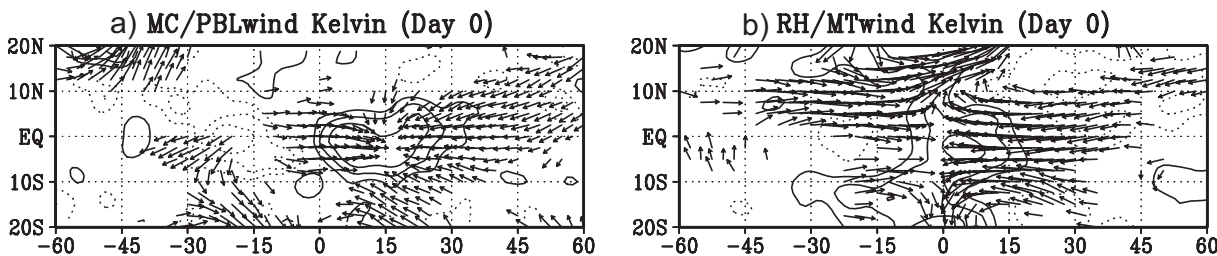 a) MC/PBLwind Kelvin (Day 0)
20N
10N
EQ
10S
20S
-60 -45 -30 -15 0 15 30 45 60
b) RH/MTwind Kelvin (Day 0)
20N
10N
EQ
10S
20S
-60 -45 -30 -15 0 15 30 45 60